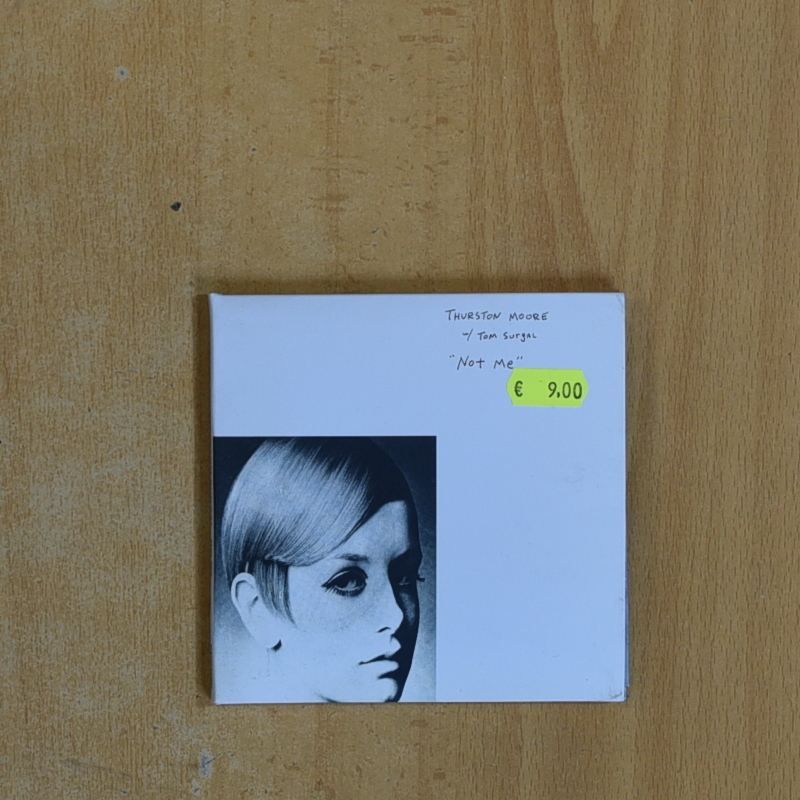 THURSTON MOORE
w/ TOM SURGAL
"Not Me"
€ 9,00